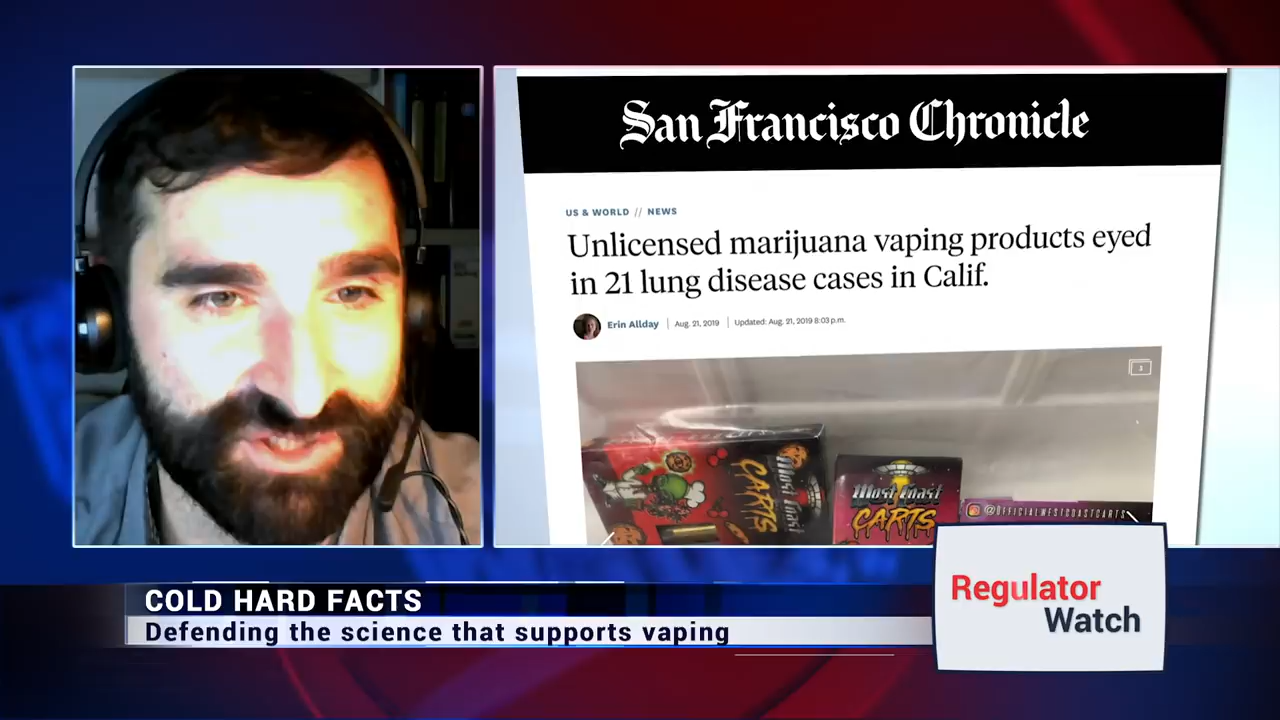 San Francisco Chronicle
US & WORLD // NEWS
Unlicensed marijuana vaping products eyed
in 21 lung disease cases in Calif.
Erin Allday | Aug. 21, 2019 | Updated: Aug. 21, 2019 8:03 p.m.
3
West Coast
CARTS
West Coast
CARTS
@OFFICIALWESTCOASTCARTS
COLD HARD FACTS
Defending the science that supports vaping
Regulator
Watch